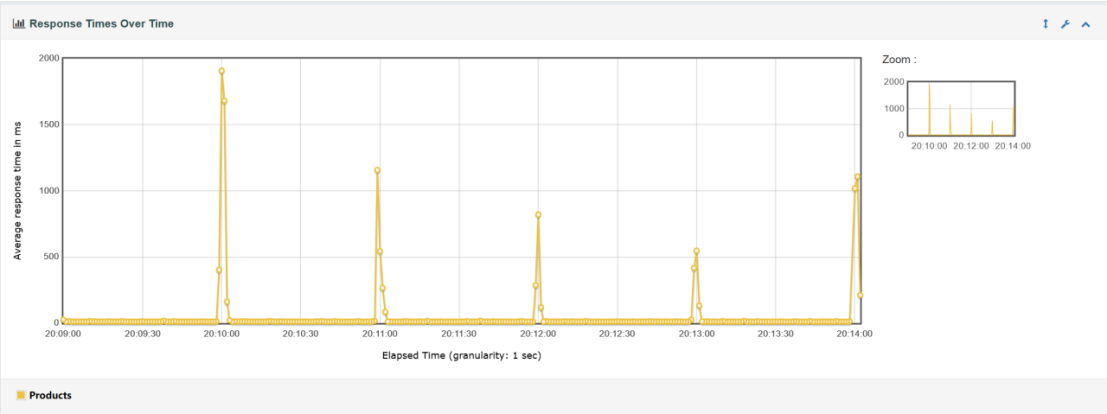 Response Times Over Time
Zoom :
2000
1500
1000
500
0
Average response time in ms
20:09:00 20:09:30 20:10:00 20:10:30 20:11:00 20:11:30 20:12:00 20:12:30 20:13:00 20:13:30 20:14:00
Elapsed Time (granularity: 1 sec)
2000
1000
0
20:10:00 20:12:00 20:14:00
Products